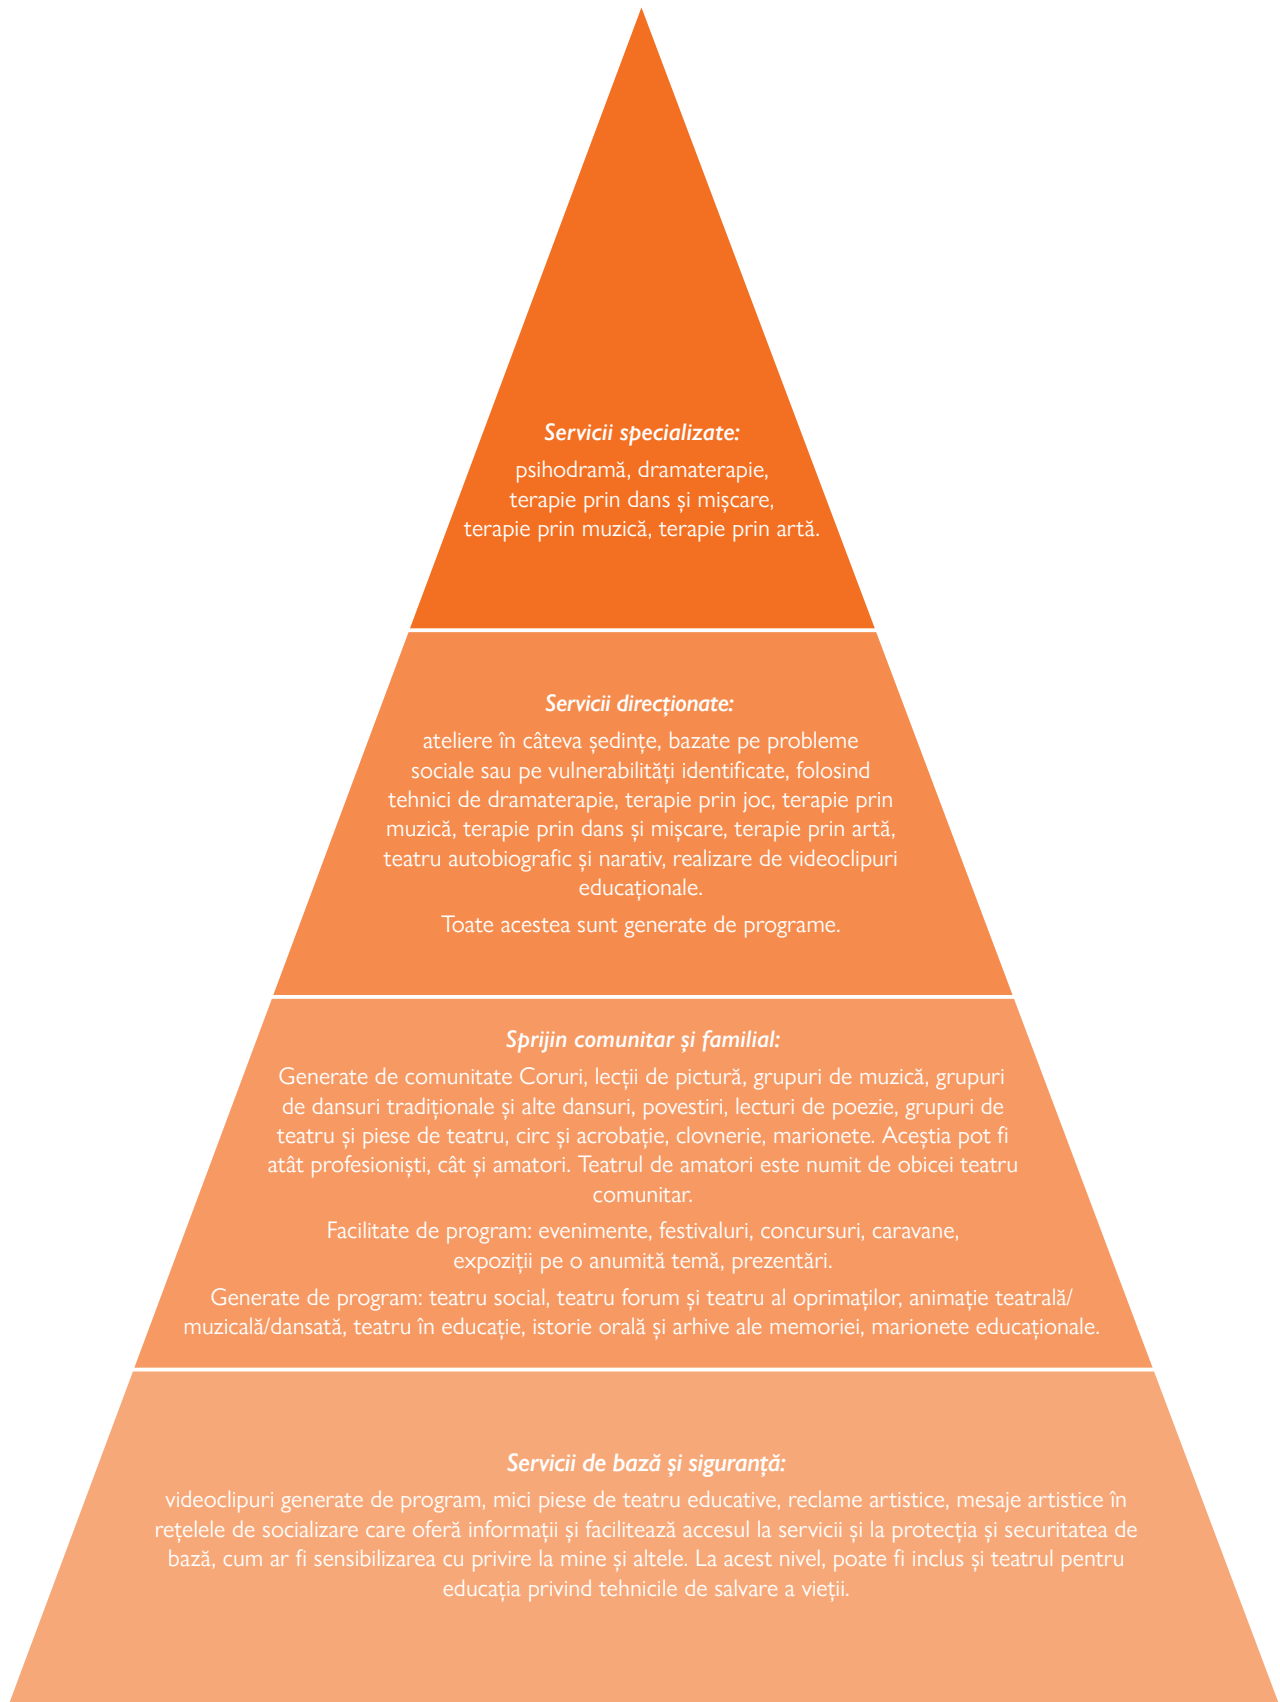 Servicii specializate:
psihodramă, dramaterapie,
terapie prin dans și mișcare,
terapie prin muzică, terapie prin artă.
Servicii direcționate:
ateliere în câteva ședințe, bazate pe probleme
sociale sau pe vulnerabilități identificate, folosind
tehnici de dramaterapie, terapie prin joc, terapie prin
muzică, terapie prin dans și mișcare, terapie prin artă,
teatru autobiografic și narativ, realizare de videoclipuri
educaționale.
Toate acestea sunt generate de programe.
Sprijin comunitar și familial:
Generate de comunitate Coruri, lecții de pictură, grupuri de muzică, grupuri
de dansuri tradiționale și alte dansuri, povestiri, lecturi de poezie, grupuri de
teatru și piese de teatru, circ și acrobație, clovnerie, marionete. Aceștia pot fi
atât profesioniști, cât și amatori. Teatrul de amatori este numit de obicei teatru
comunitar.
Facilitate de program: evenimente, festivaluri, concursuri, caravane,
expoziții pe o anumită temă, prezentări.
Generate de program: teatru social, teatru forum și teatru al oprimaților, animație teatrală/
muzicală/dansată, teatru în educație, istorie orală și arhive ale memoriei, marionete educaționale.
Servicii de bază și siguranță:
videoclipuri generate de program, mici piese de teatru educative, reclame artistice, mesaje artistice în
rețelele de socializare care oferă informații și facilitează accesul la servicii și la protecția și securitatea de
bază, cum ar fi sensibilizarea cu privire la mine și altele. La acest nivel, poate fi inclus și teatrul pentru
educația privind tehnicile de salvare a vieții.